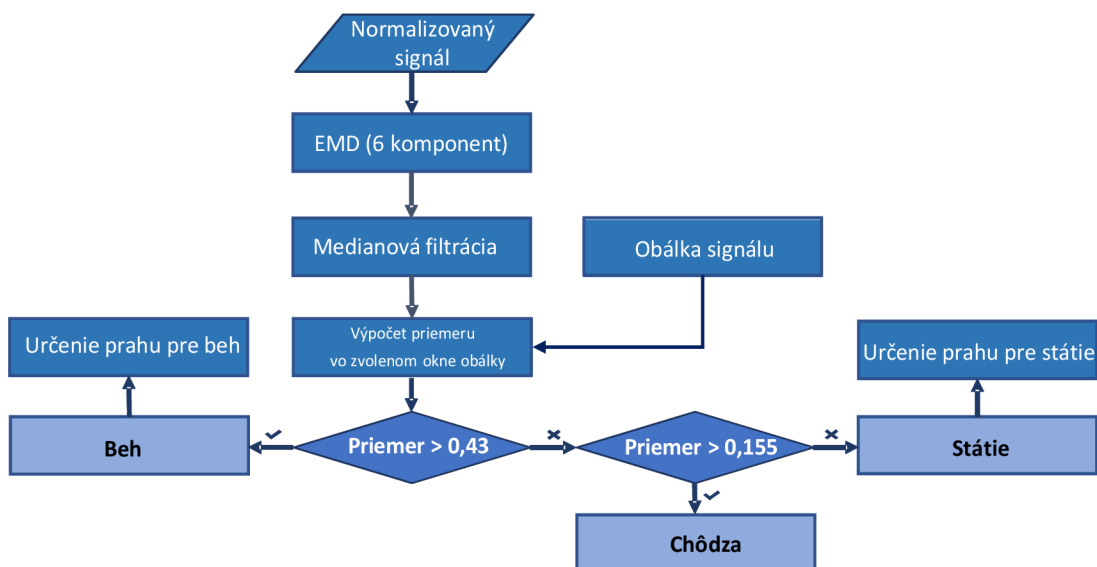 Normalizovaný
signál
EMD (6 komponent)
Medianová filtrácia
Obálka signálu
Výpočet priemeru
vo zvolenom okne obálky
Určenie prahu pre beh
Určenie prahu pre státie
Beh
Priemer > 0,43
Priemer > 0,155
Státie
Chôdza